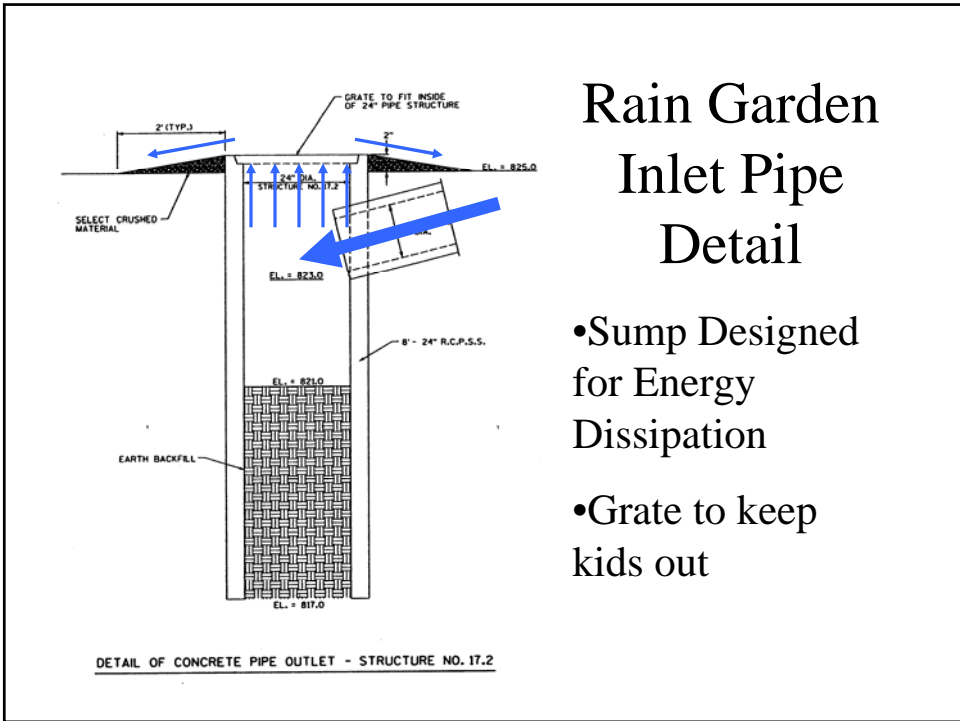 GRATE TO FIT INSIDE
OF 24" PIPE STRUCTURE
2' (TYP.)
2"
EL. = 825.0
24" DIA.
STRUCTURE NO. 17.2
SELECT CRUSHED
MATERIAL
DIA.
EL. = 823.0
8' - 24" R.C.P.S.S.
EL. = 821.0
EARTH BACKFILL
EL. = 817.0
DETAIL OF CONCRETE PIPE OUTLET - STRUCTURE NO. 17.2
Rain Garden
Inlet Pipe
Detail
•Sump Designed
for Energy
Dissipation
•Grate to keep
kids out